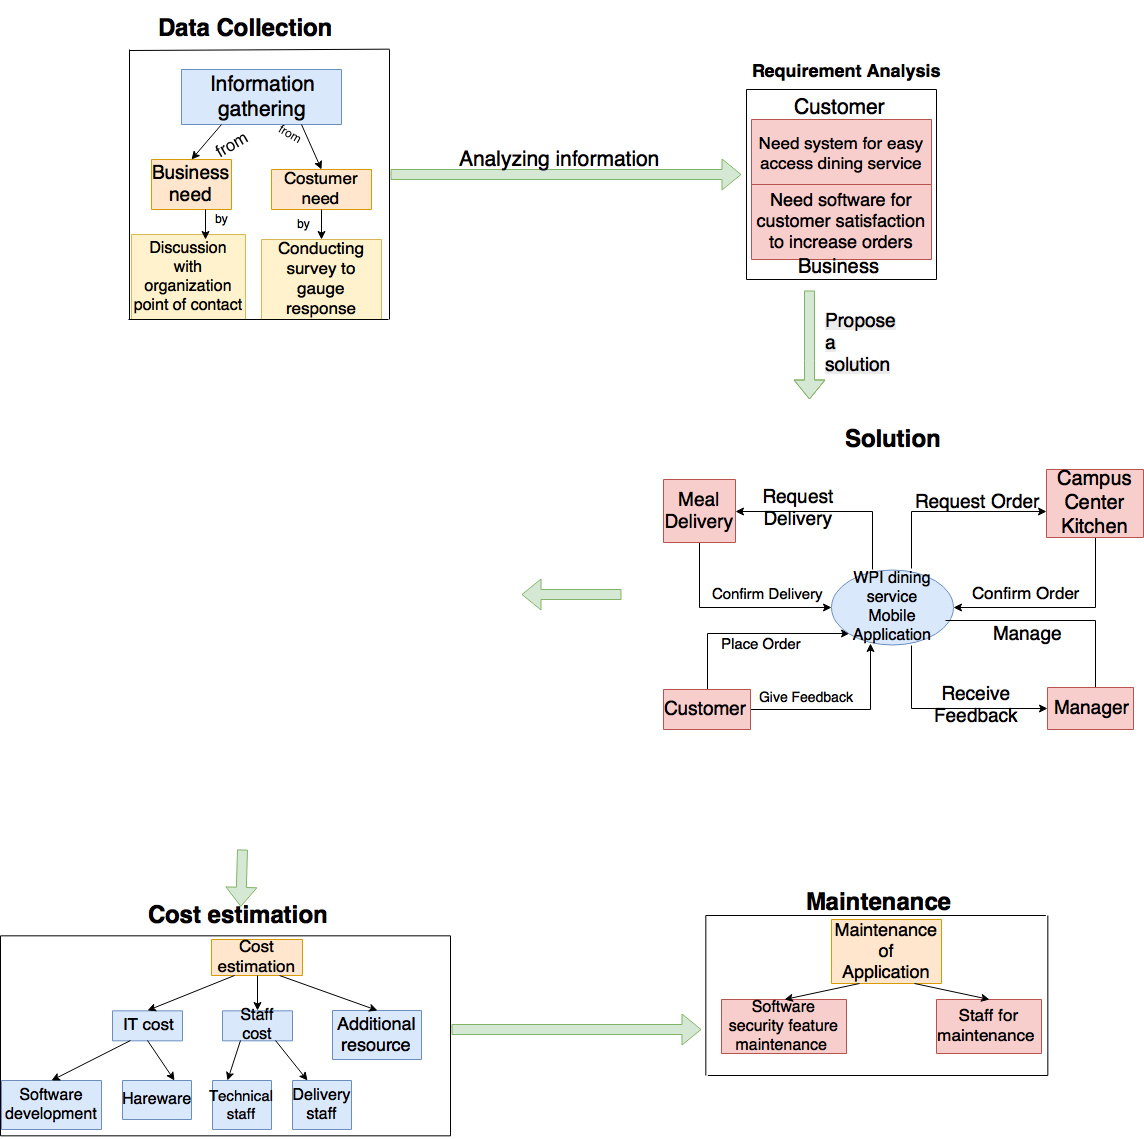 Data Collection
Information
gathering
from
from
Business
need
Costumer
need
by
by
Discussion
with
organization
point of contact
Conducting
survey to
gauge
response
Analyzing information
Requirement Analysis
Customer
Need system for easy
access dining service
Need software for
customer satisfaction
to increase orders
Business
Propose
a
solution
Solution
Meal
Delivery
Request
Delivery
Request Order
Campus
Center
Kitchen
Confirm Delivery
WPI dining
service
Mobile
Application
Confirm Order
Place Order
Manage
Customer
Give Feedback
Receive
Feedback
Manager
Cost estimation
Cost
estimation
IT cost
Staff
cost
Additional
resource
Software
development
Hareware
Technical
staff
Delivery
staff
Maintenance
Maintenance
of
Application
Software
security feature
maintenance
Staff for
maintenance